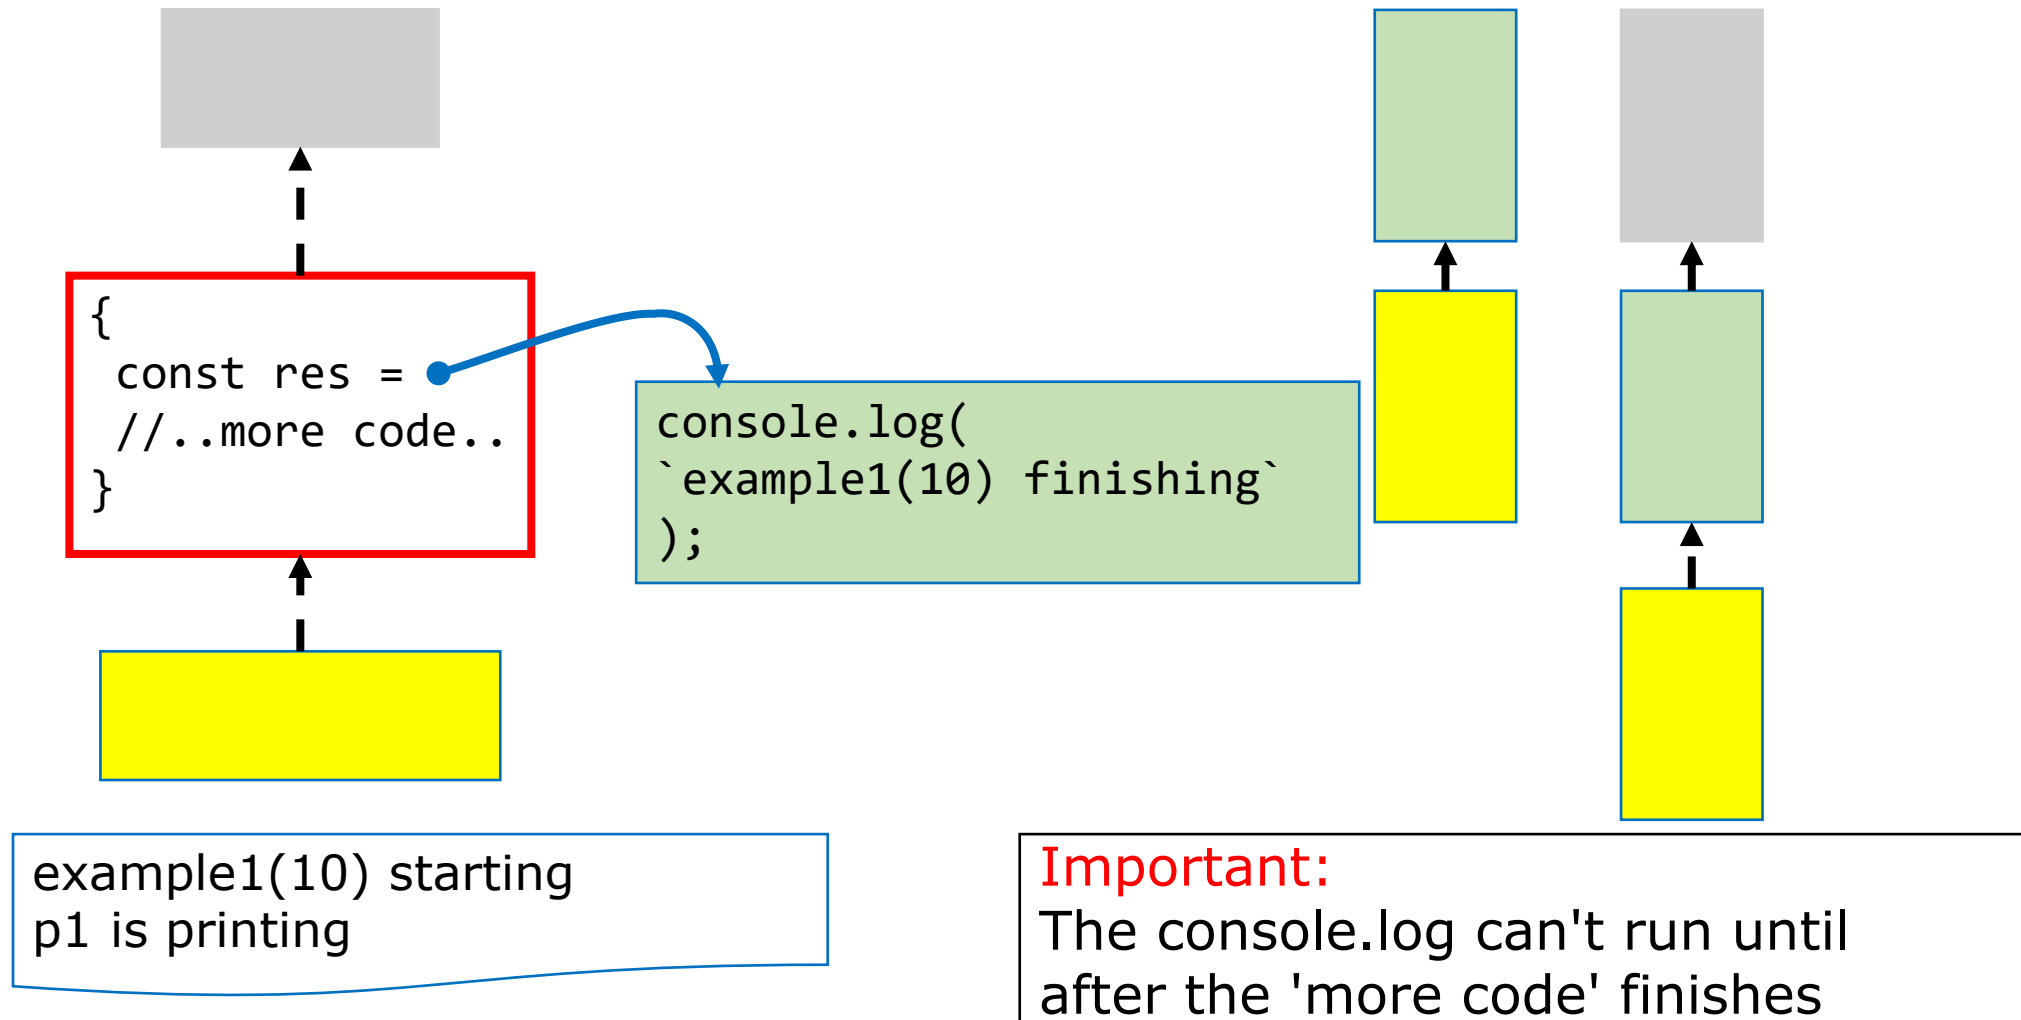 {
const res =
//..more code..
}
console.log(
`example1(10) finishing`
);
example1(10) starting
p1 is printing
Important:
The console.log can't run until
after the 'more code' finishes